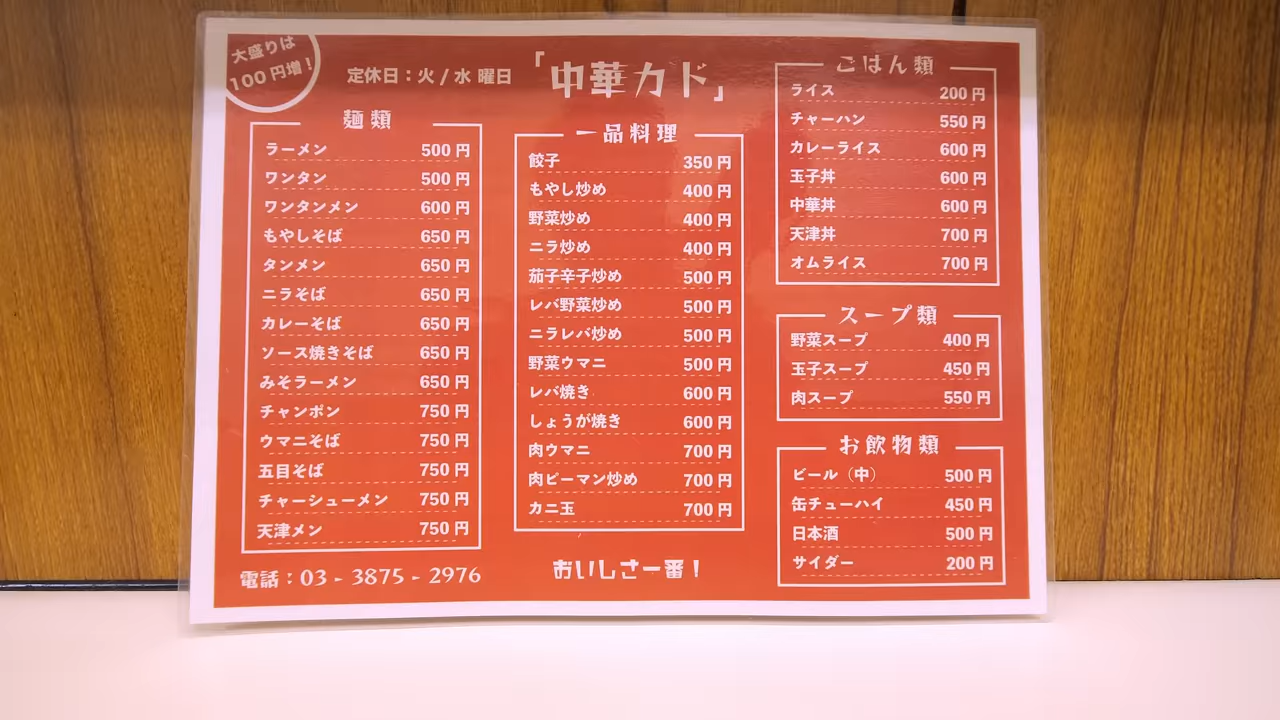 大盛りは
100円増！
定休日：火/水 曜日
「中華カド」
麺類
ラーメン 500円
ワンタン 500円
ワンタンメン 600円
もやしそば 650円
タンメン 650円
ニラそば 650円
カレーそば 650円
ソース焼きそば 650円
みそラーメン 650円
チャンポン 750円
ウマニそば 750円
五目そば 750円
チャーシューメン 750円
天津メン 750円
電話：03-3875-2976
一品料理
餃子 350円
もやし炒め 400円
野菜炒め 400円
ニラ炒め 400円
茄子辛子炒め 500円
レバ野菜炒め 500円
ニラレバ炒め 500円
野菜ウマニ 500円
レバ焼き 600円
しょうが焼き 600円
肉ウマニ 700円
肉ピーマン炒め 700円
カニ玉 700円
おいしさ一番！
ごはん類
ライス 200円
チャーハン 550円
カレーライス 600円
玉子丼 600円
中華丼 600円
天津丼 700円
オムライス 700円
スープ類
野菜スープ 400円
玉子スープ 450円
肉スープ 550円
お飲物類
ビール（中） 500円
缶チューハイ 450円
日本酒 500円
サイダー 200円